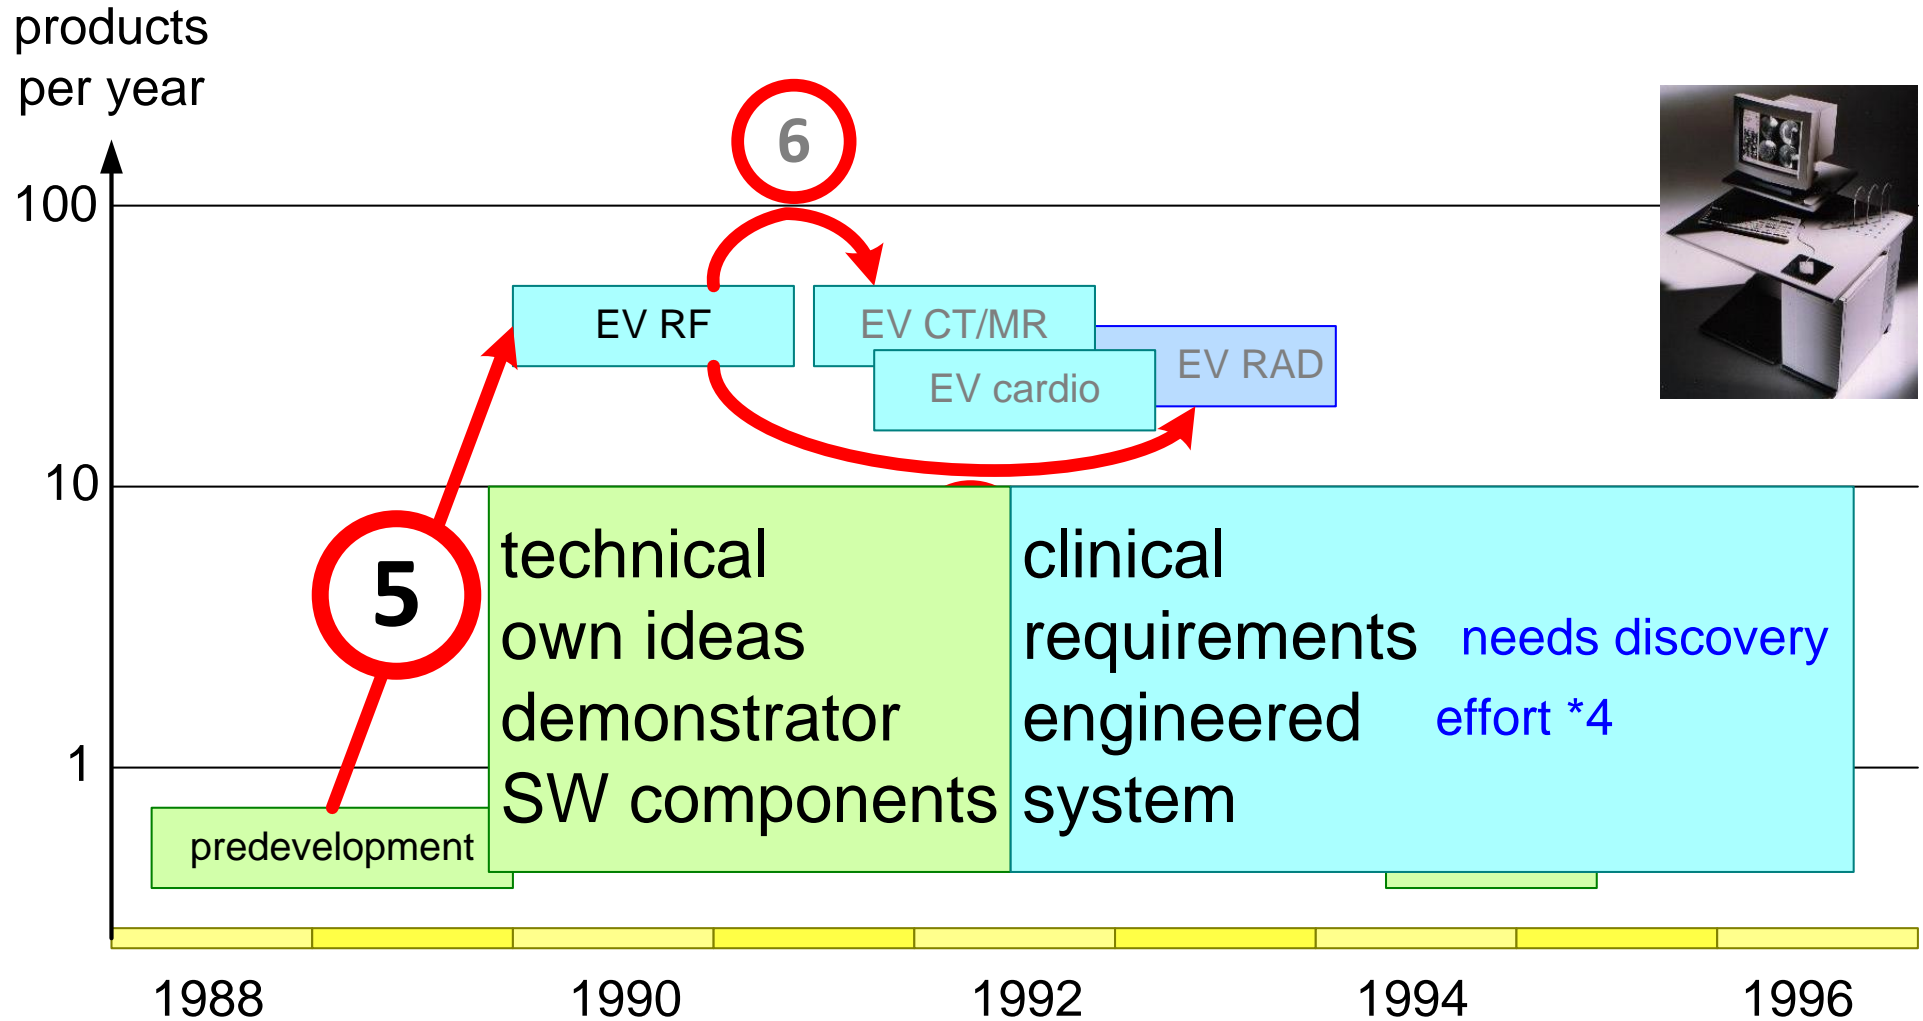 products
per year
6
100
EV RF
EV CT/MR
EV RAD
EV cardio
10
5
technical
own ideas
demonstrator
SW components
clinical
requirements needs discovery
engineered effort *4
system
1
predevelopment
1988 1990 1992 1994 1996